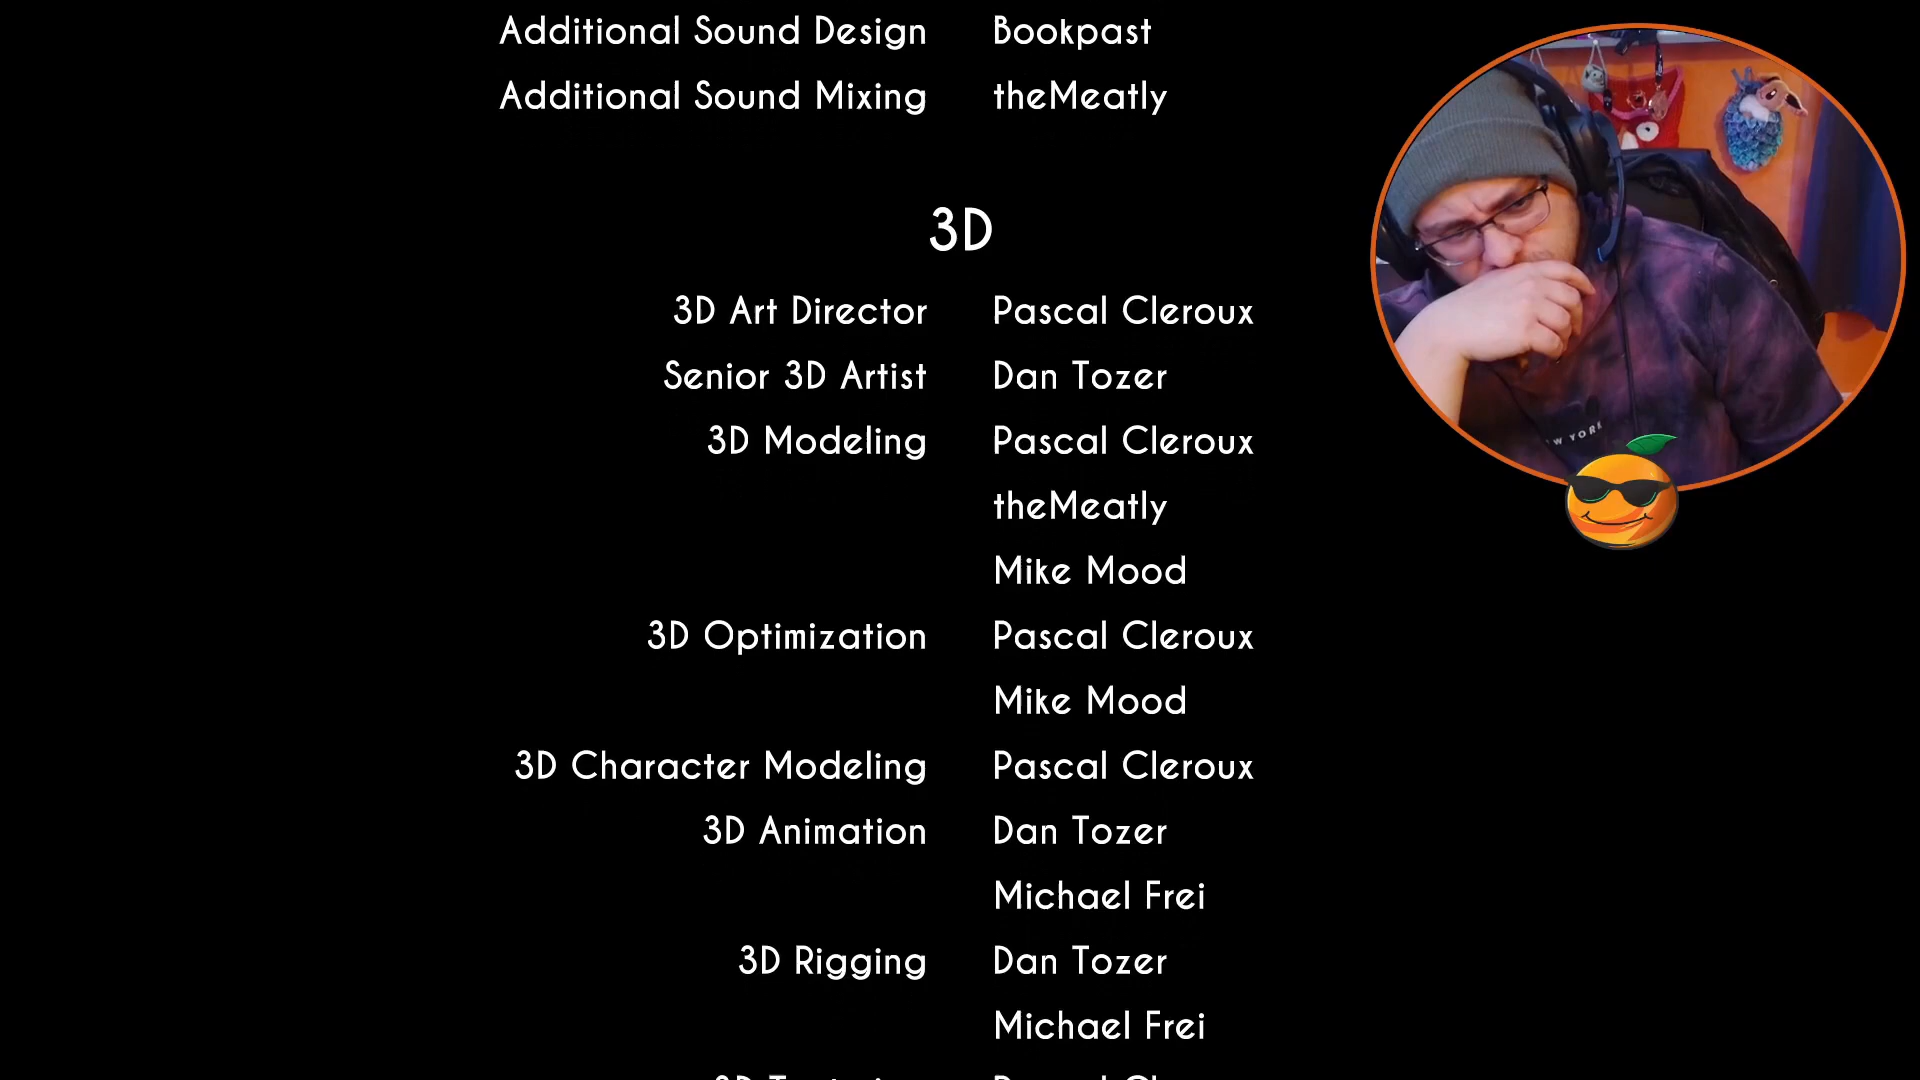 Additional Sound Design Bookpast
Additional Sound Mixing theMeatly
3D
3D Art Director Pascal Cleroux
Senior 3D Artist Dan Tozer
3D Modeling Pascal Cleroux
theMeatly
Mike Mood
3D Optimization Pascal Cleroux
Mike Mood
3D Character Modeling Pascal Cleroux
3D Animation Dan Tozer
Michael Frei
3D Rigging Dan Tozer
Michael Frei
YORK